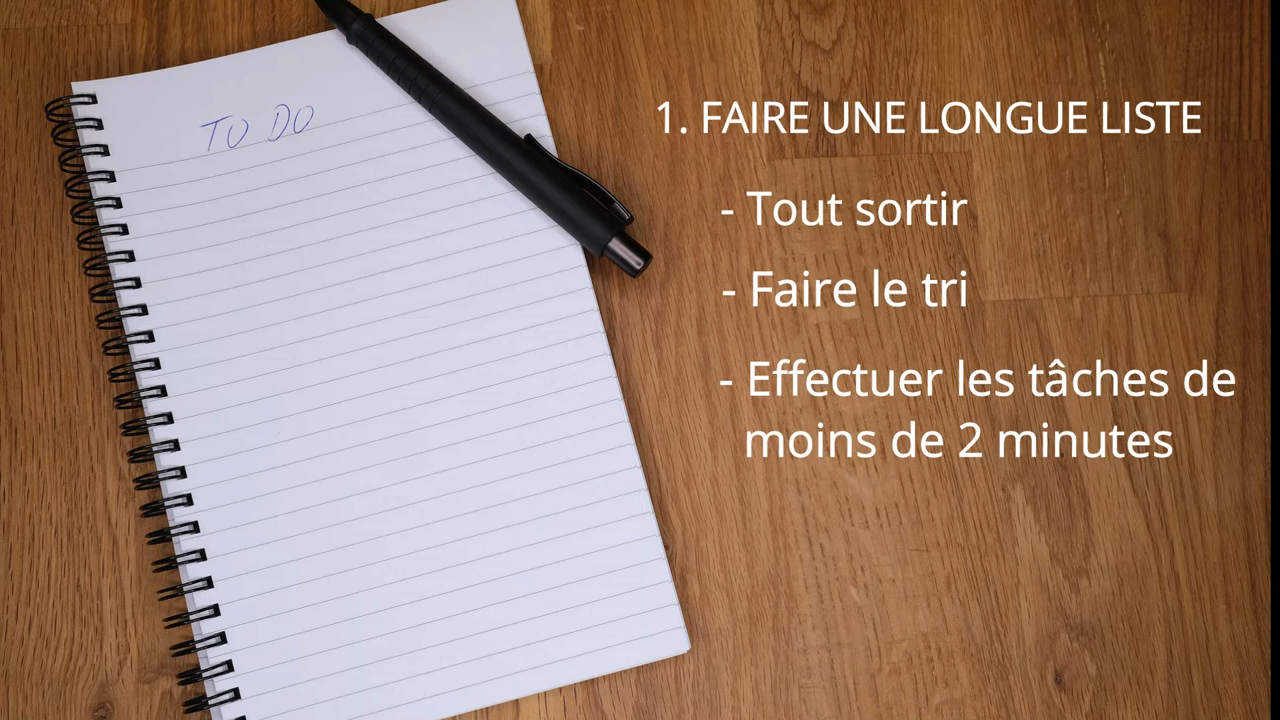 TO DO
1. FAIRE UNE LONGUE LISTE
- Tout sortir
- Faire le tri
- Effectuer les tâches de
moins de 2 minutes